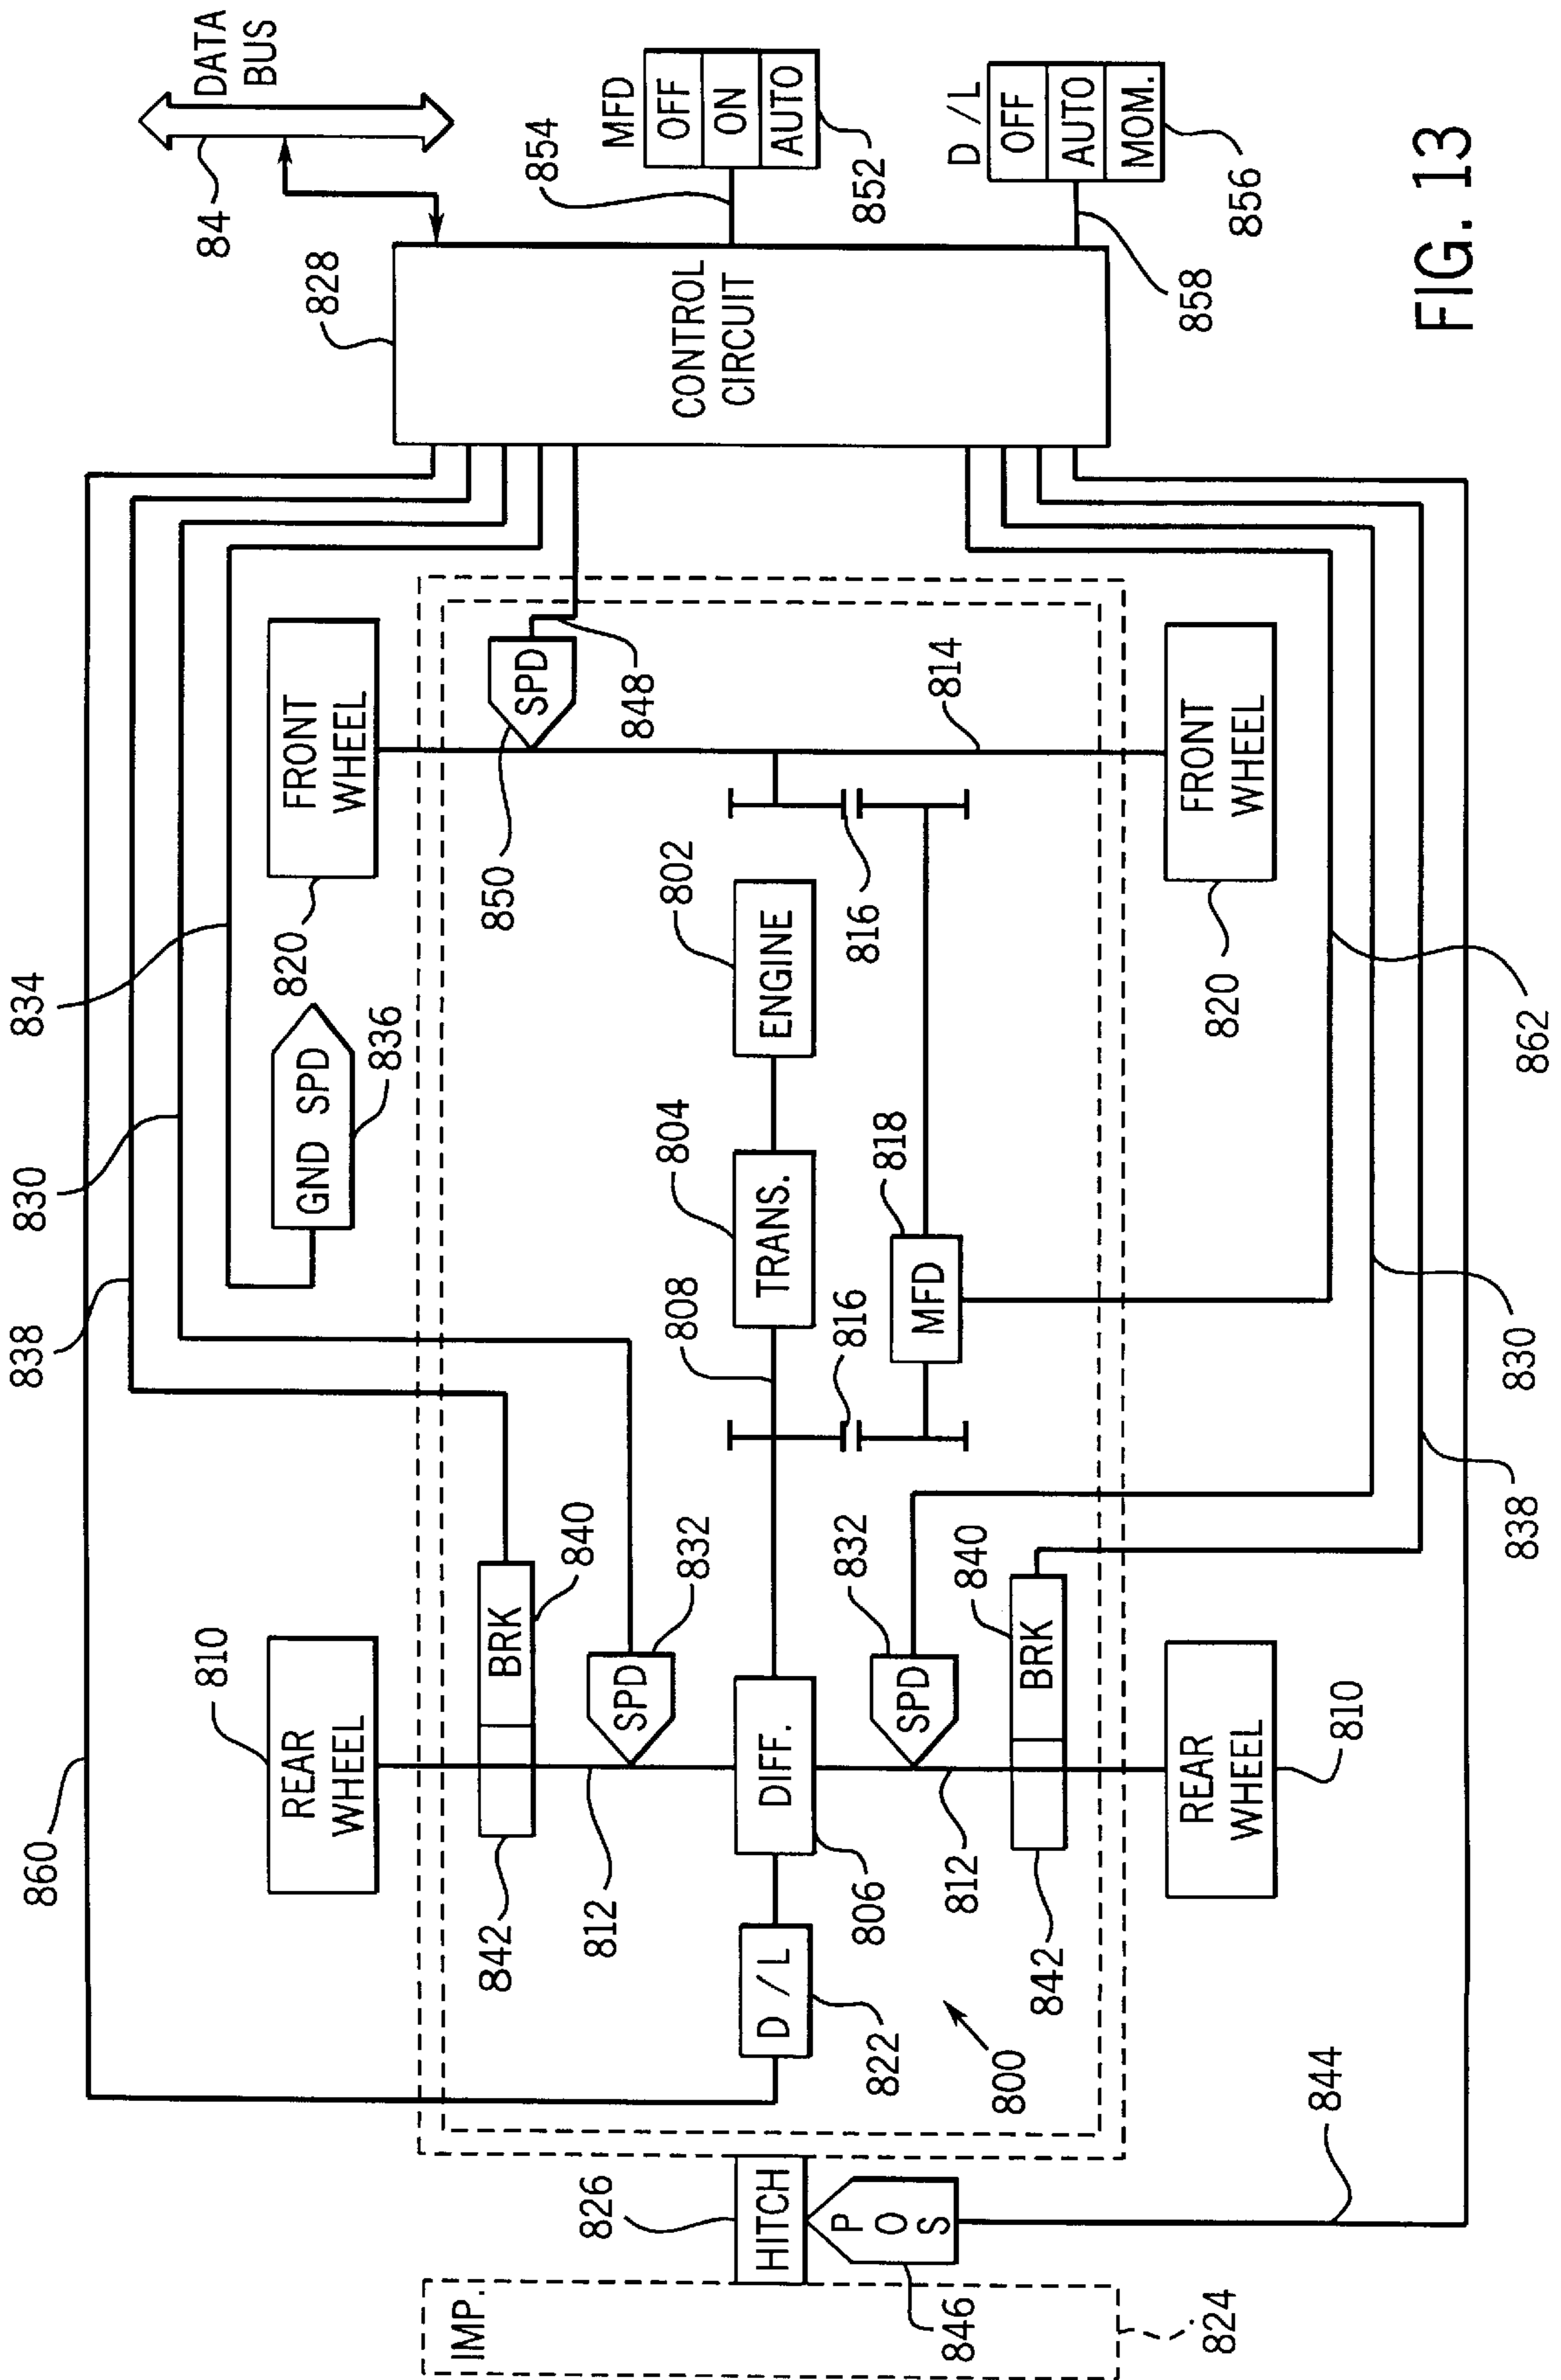 DATA
BUS
84
828
CONTROL
CIRCUIT
MFD
OFF
ON
AUTO
854
852
D/L
OFF
AUTO
MOM.
856
858
834
830
838
860
820
FRONT
WHEEL
GND SPD
836
SPD
848
850
814
802
ENGINE
816
804
TRANS.
808
818
MFD
816
820
FRONT
WHEEL
862
830
838
810
REAR
WHEEL
BRK
840
842
832
SPD
812
DIFF.
806
832
SPD
812
840
BRK
842
REAR
WHEEL
810
D/L
822
800
826
HITCH
POS
846
844
IMP.
824
FIG. 13